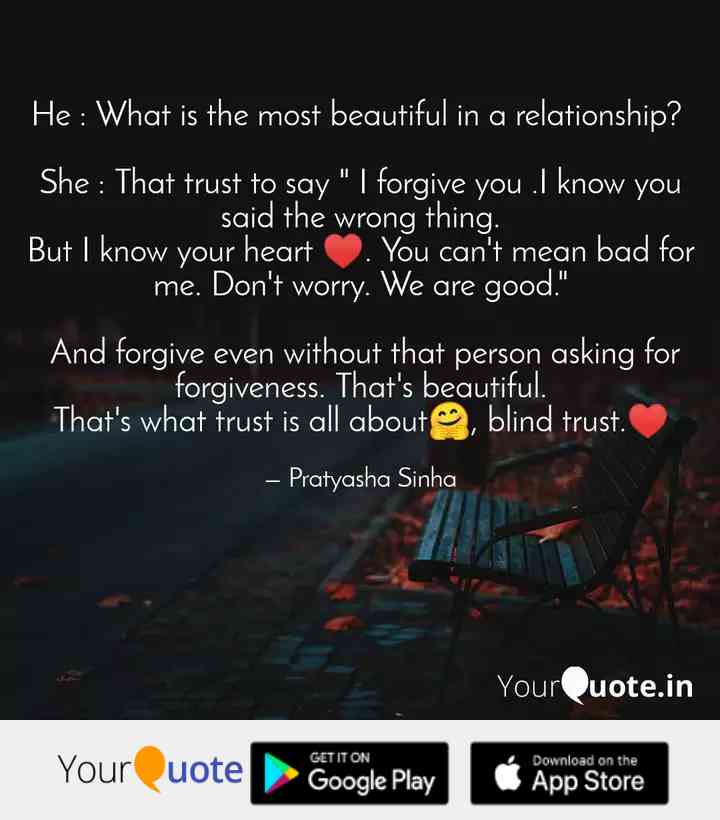 He : What is the most beautiful in a relationship?
She : That trust to say " I forgive you .I know you
said the wrong thing.
But I know your heart ♥️. You can't mean bad for
me. Don't worry. We are good."
And forgive even without that person asking for
forgiveness. That's beautiful.
That's what trust is all about🤗, blind trust.♥️
– Pratyasha Sinha
YourQuote.in
YourQuote
GET IT ON
Google Play
Download on the
App Store